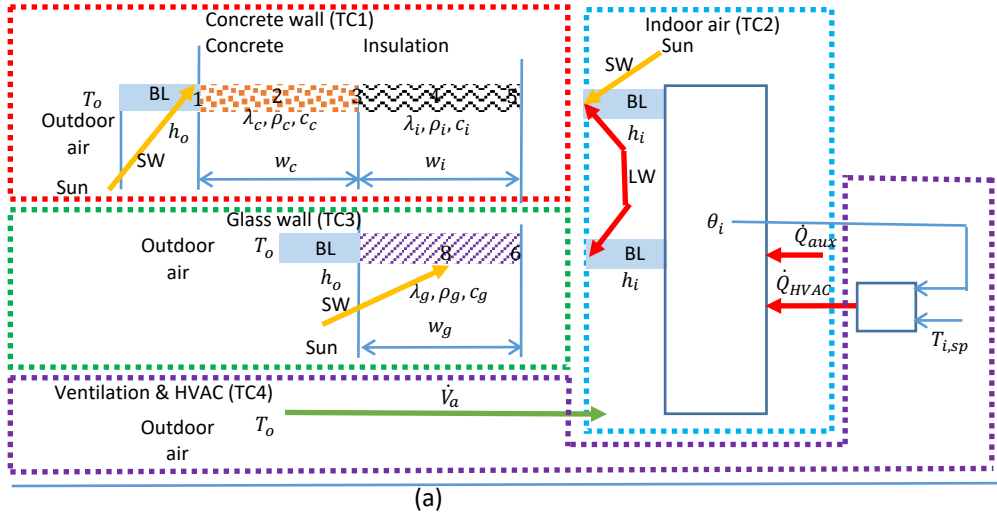 Concrete wall (TC1)
Concrete
Insulation
BL
1
2
3
4
5
T_o
Outdoor
air
h_o
λ_c, ρ_c, c_c
λ_i, ρ_i, c_i
SW
Sun
w_c
w_i
Indoor air (TC2)
Sun
SW
BL
h_i
LW
BL
h_i
θ_i
Q̇_aux
Q̇_HVAC
T_{i,sp}
Glass wall (TC3)
Outdoor
air
T_o
BL
8
6
h_o
SW
λ_g, ρ_g, c_g
Sun
w_g
Ventilation & HVAC (TC4)
V̇_a
T_o
Outdoor
air
(a)